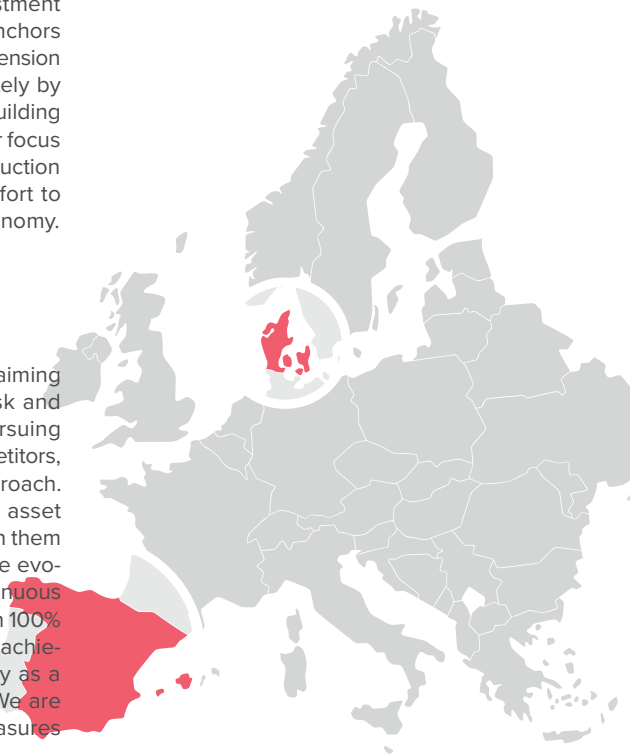 stment
nchors
ension
ely by
uilding
r focus
uction
fort to
nomy.
aiming
sk and
rsuing
etitors,
roach.
asset
n them
e evo-
nuous
n 100%
achie-
y as a
We are
asures